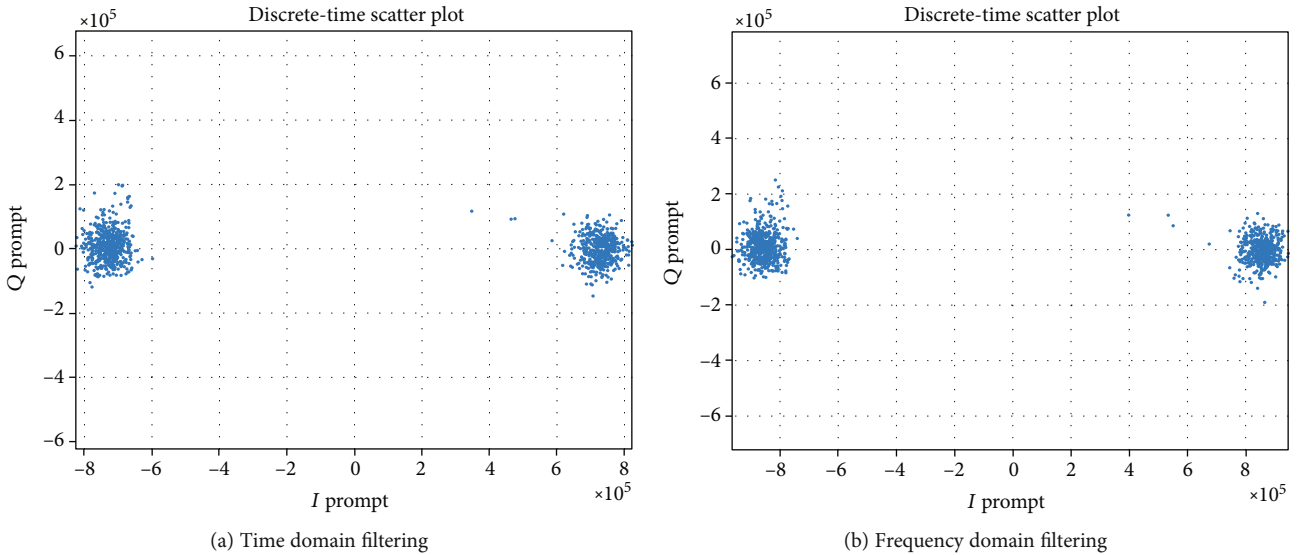 Discrete-time scatter plot
×10⁵
6
4
2
0
−2
−4
−6
Q prompt
−8 −6 −4 −2 0 2 4 6 8
×10⁵
I prompt
(a) Time domain filtering
Discrete-time scatter plot
×10⁵
6
4
2
0
−2
−4
−6
Q prompt
−8 −6 −4 −2 0 2 4 6 8
×10⁵
I prompt
(b) Frequency domain filtering